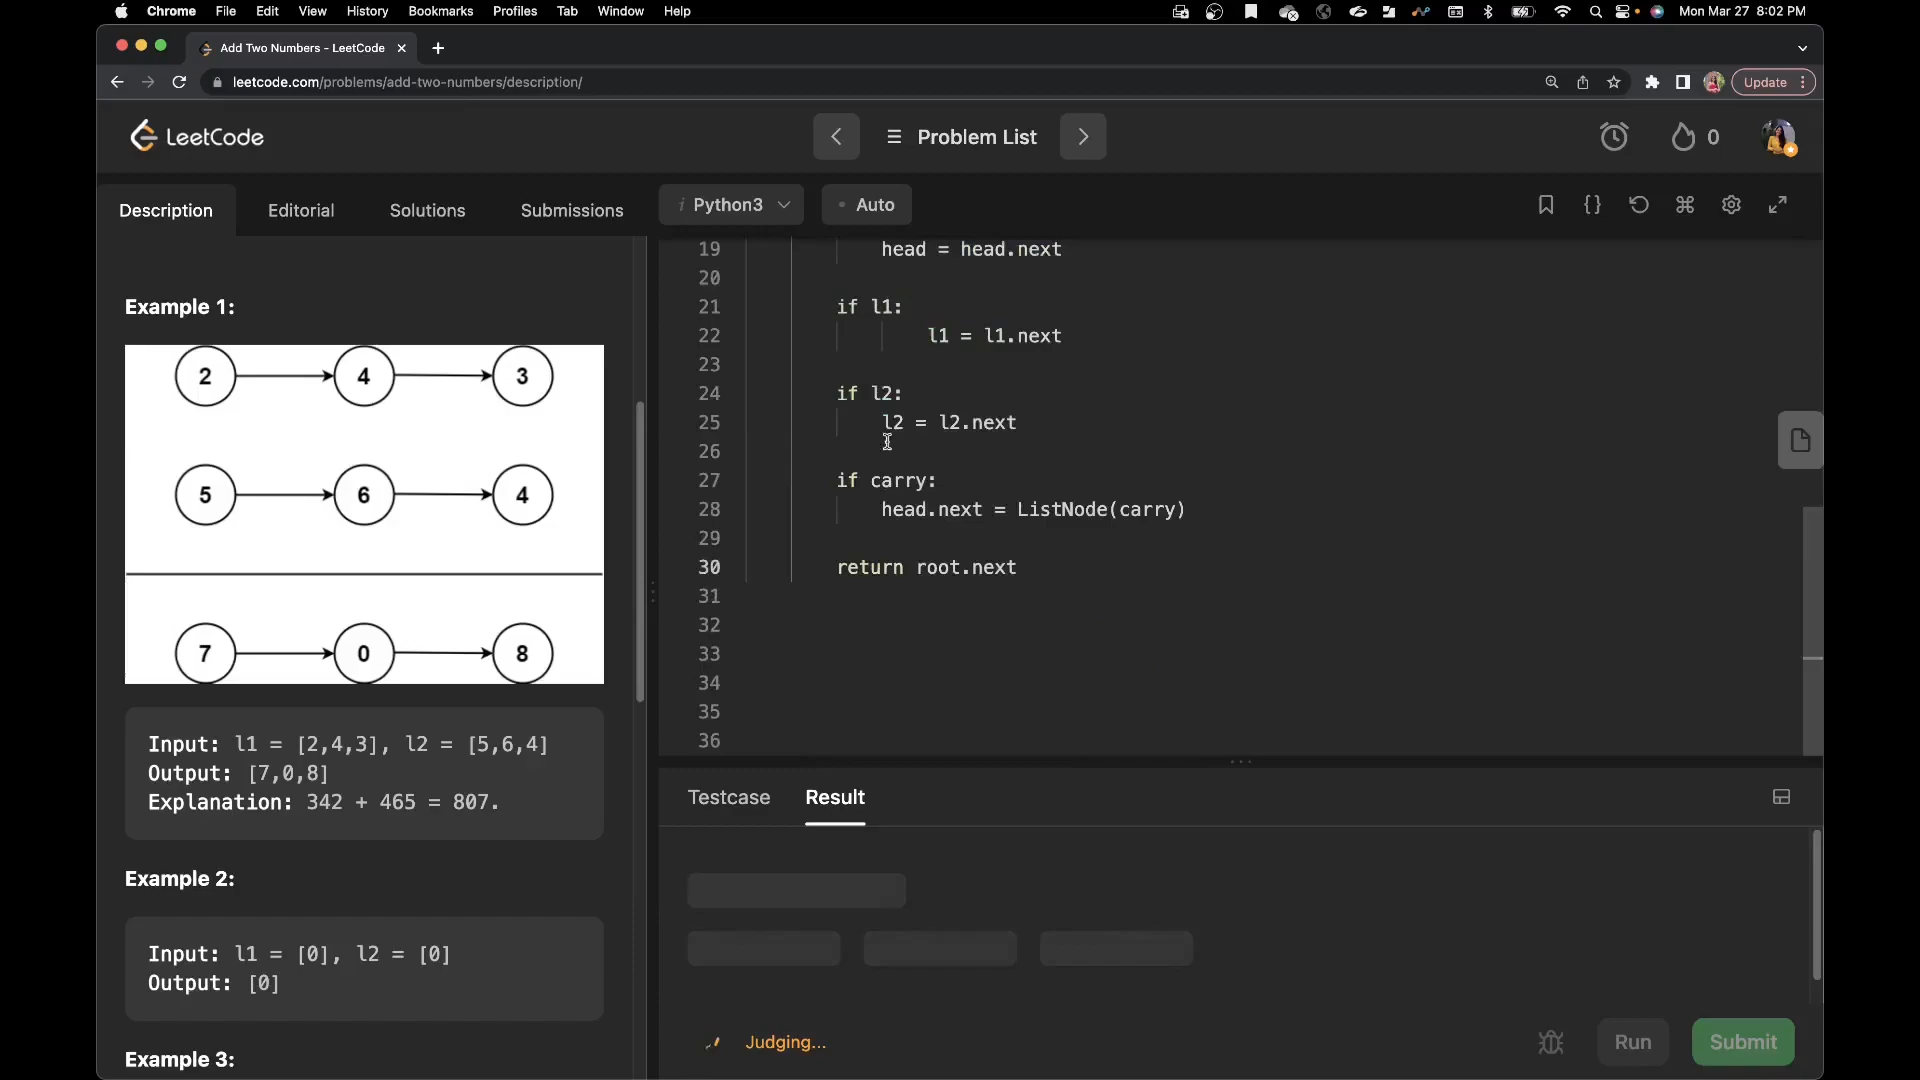 Chrome File Edit View History Bookmarks Profiles Tab Window Help
Mon Mar 27 8:02 PM
Add Two Numbers - LeetCode
leetcode.com/problems/add-two-numbers/description/
Update
LeetCode
Problem List
0
Description Editorial Solutions Submissions
i Python3
Auto
Example 1:
2 4 3
5 6 4
7 0 8
Input: l1 = [2,4,3], l2 = [5,6,4]
Output: [7,0,8]
Explanation: 342 + 465 = 807.
Example 2:
Input: l1 = [0], l2 = [0]
Output: [0]
Example 3:
19 head = head.next
20
21 if l1:
22 l1 = l1.next
23
24 if l2:
25 l2 = l2.next
26
27 if carry:
28 head.next = ListNode(carry)
29
30 return root.next
31
32
33
34
35
36
Testcase Result
Judging...
Run
Submit